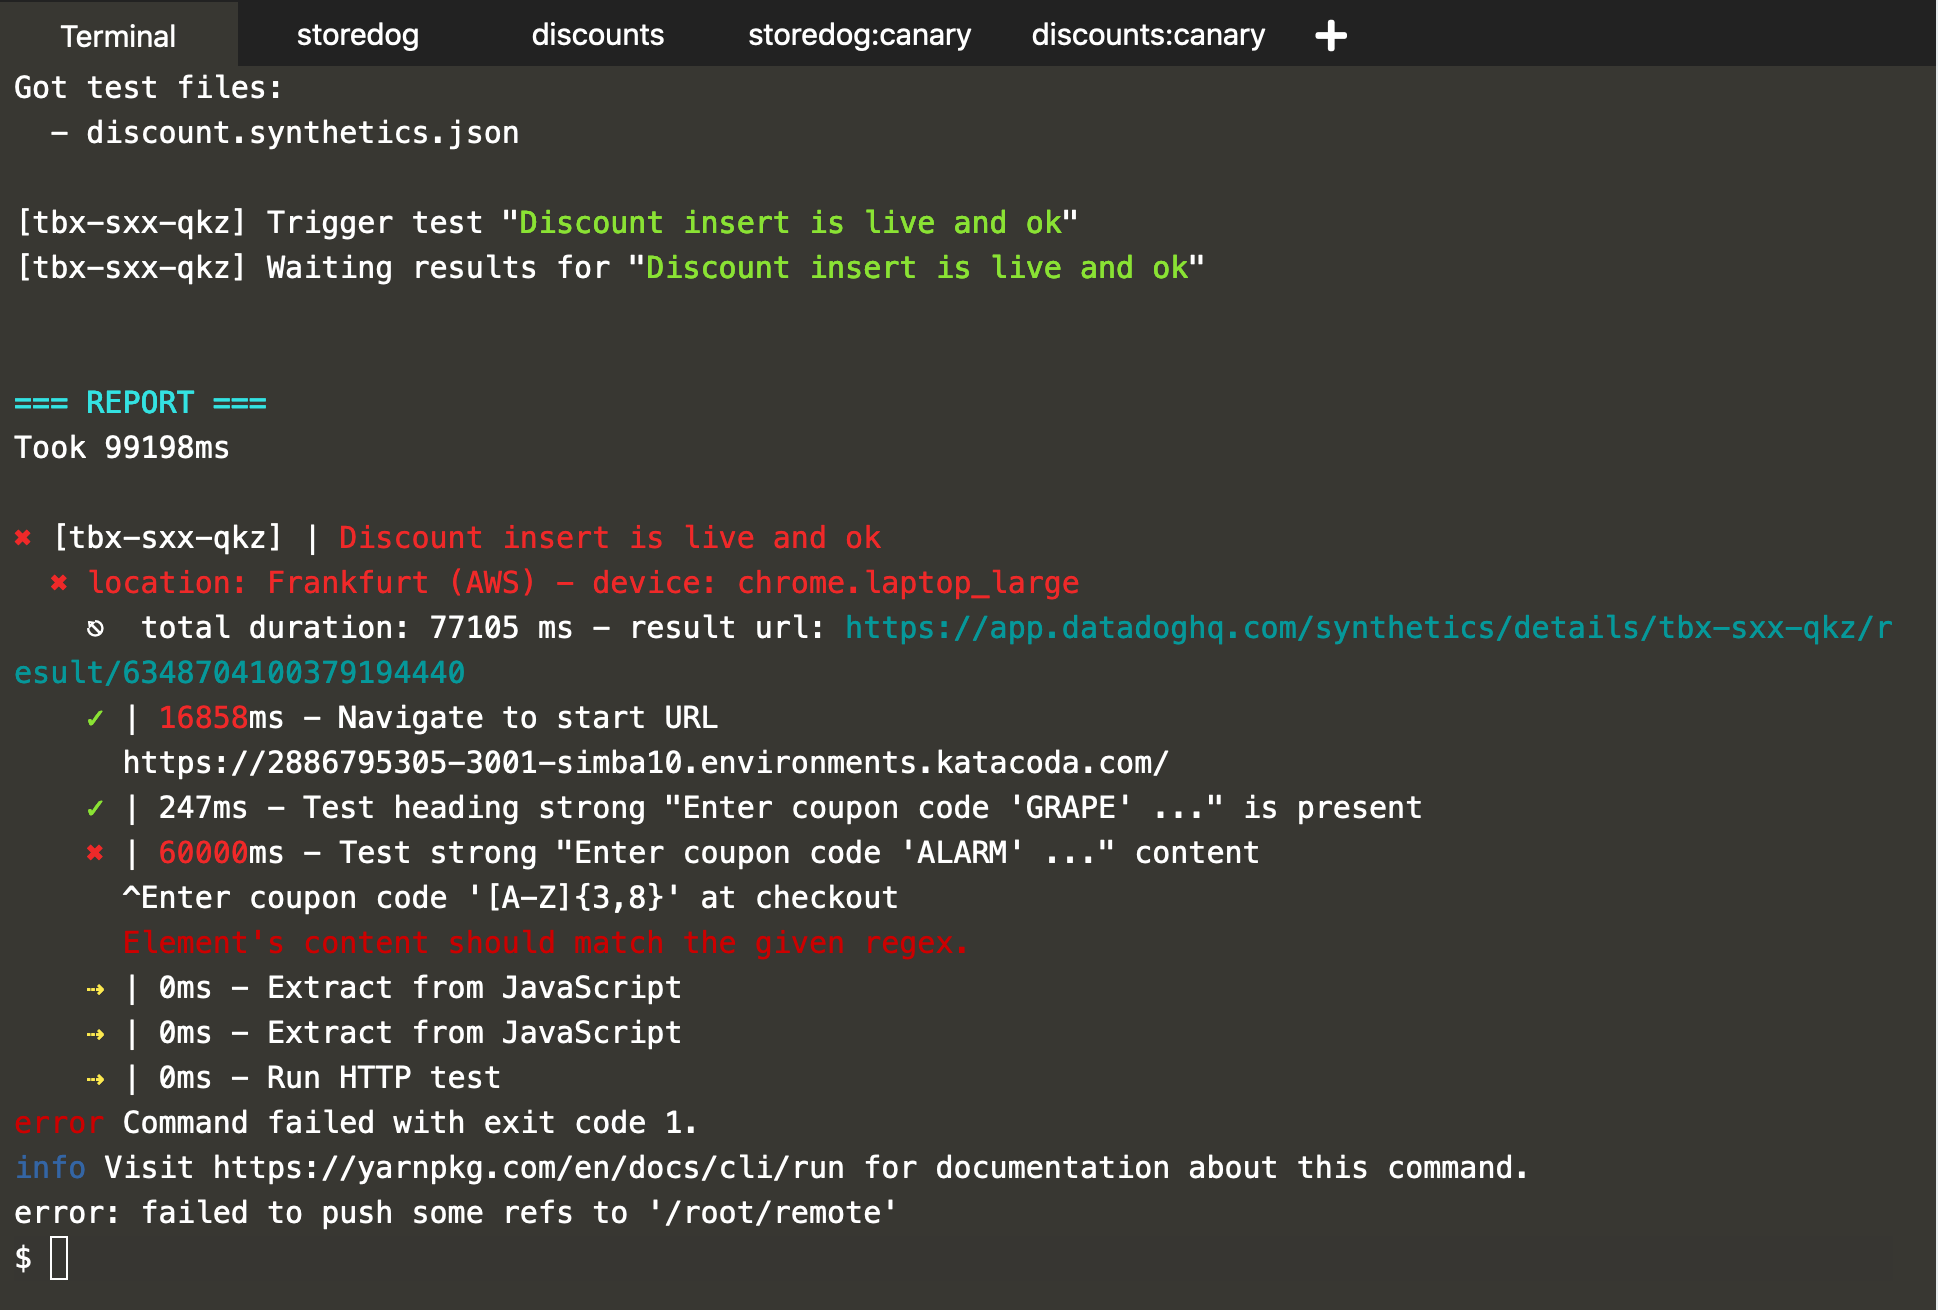 Terminal storedog discounts storedog:canary discounts:canary +
Got test files:
  - discount.synthetics.json
[tbx-sxx-qkz] Trigger test "Discount insert is live and ok"
[tbx-sxx-qkz] Waiting results for "Discount insert is live and ok"
=== REPORT ===
Took 99198ms
✖ [tbx-sxx-qkz] | Discount insert is live and ok
  ✖ location: Frankfurt (AWS) - device: chrome.laptop_large
    ⎋  total duration: 77105 ms - result url: https://app.datadoghq.com/synthetics/details/tbx-sxx-qkz/r
esult/6348704100379194440
    ✓ | 16858ms - Navigate to start URL
      https://2886795305-3001-simba10.environments.katacoda.com/
    ✓ | 247ms - Test heading strong "Enter coupon code 'GRAPE' ..." is present
    ✖ | 60000ms - Test strong "Enter coupon code 'ALARM' ..." content
      ^Enter coupon code '[A-Z]{3,8}' at checkout
      Element's content should match the given regex.
    ⇢ | 0ms - Extract from JavaScript
    ⇢ | 0ms - Extract from JavaScript
    ⇢ | 0ms - Run HTTP test
error Command failed with exit code 1.
info Visit https://yarnpkg.com/en/docs/cli/run for documentation about this command.
error: failed to push some refs to '/root/remote'
$